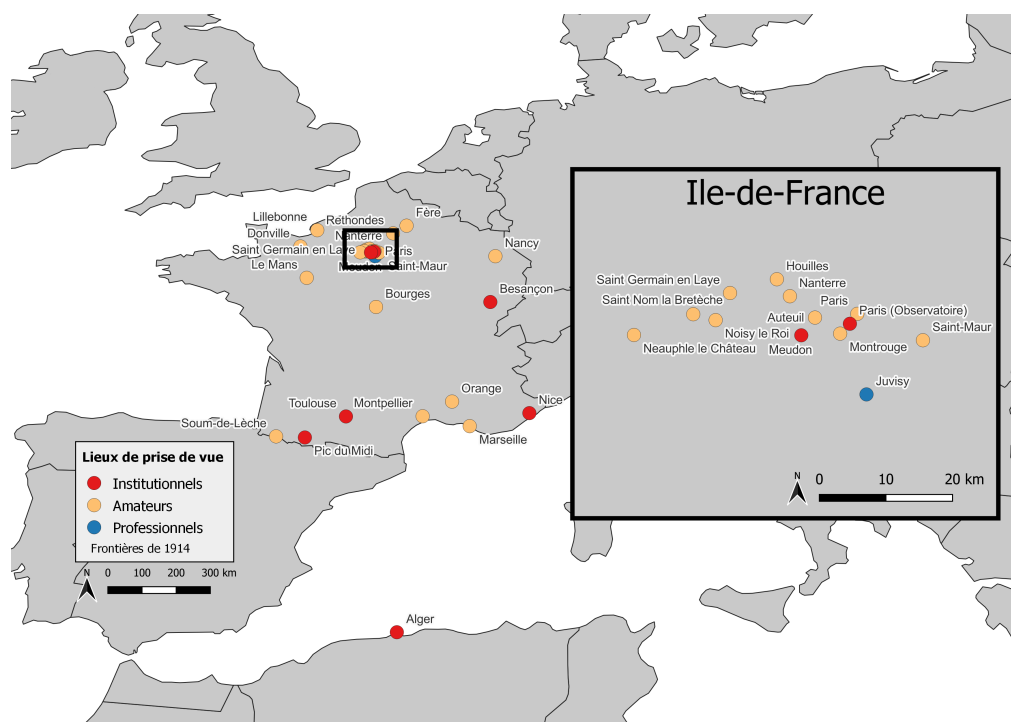 Lillebonne
Réthondes
Fère
Donville
Nanterre
Saint Germain en Laye
Paris
Nancy
Le Mans
Meudon
Saint-Maur
Besançon
Bourges
Orange
Toulouse
Montpellier
Nice
Soum-de-Lèche
Marseille
Pic du Midi
Alger
Lieux de prise de vue
Institutionnels
Amateurs
Professionnels
Frontières de 1914
N
0 100 200 300 km
Ile-de-France
Houilles
Saint Germain en Laye
Nanterre
Saint Nom la Bretèche
Paris
Paris (Observatoire)
Auteuil
Saint-Maur
Noisy le Roi
Neauphle le Château
Meudon
Montrouge
Juvisy
N
0 10 20 km